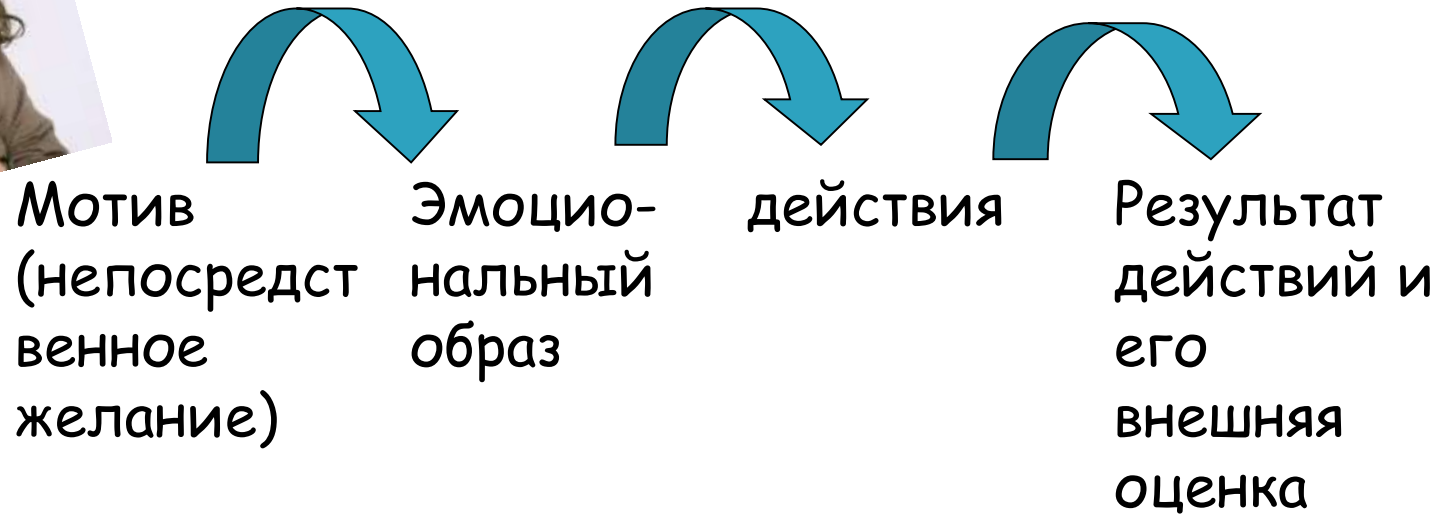 Мотив
(непосредст
венное
желание)
Эмоцио-
нальный
образ
действия
Результат
действий и
его
внешняя
оценка